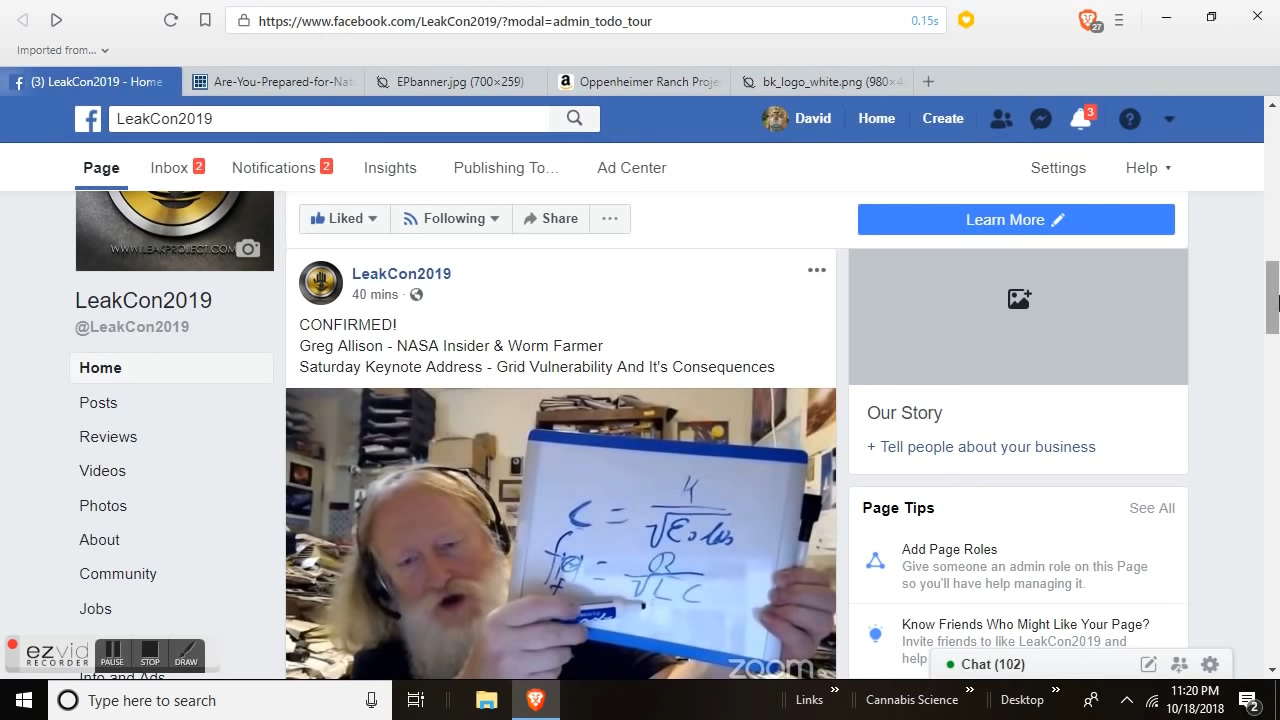 https://www.facebook.com/LeakCon2019/?modal=admin_todo_tour
0.15s
27
Imported from...
(3) LeakCon2019 - Home
Are-You-Prepared-for-Nat
EPbanner.jpg (700×259)
Oppenheimer Ranch Proje
bk_logo_white.png (980×4
LeakCon2019
David
Home
Create
3
Page
Inbox 2
Notifications 2
Insights
Publishing To...
Ad Center
Settings
Help
WWW.LEAKPROJECT.COM
Liked
Following
Share
Learn More
LeakCon2019
@LeakCon2019
Home
Posts
Reviews
Videos
Photos
About
Community
Jobs
Info and Ads
LeakCon2019
40 mins ·
CONFIRMED!
Greg Allison - NASA Insider & Worm Farmer
Saturday Keynote Address - Grid Vulnerability And It's Consequences
C =
zoom
Our Story
+ Tell people about your business
Page Tips
See All
Add Page Roles
Give someone an admin role on this Page
so you'll have help managing it.
Know Friends Who Might Like Your Page?
Invite friends to like LeakCon2019 and
help
Chat (102)
ezvid
RECORDER
PAUSE
STOP
DRAW
Type here to search
Links
Cannabis Science
Desktop
11:20 PM
10/18/2018
2